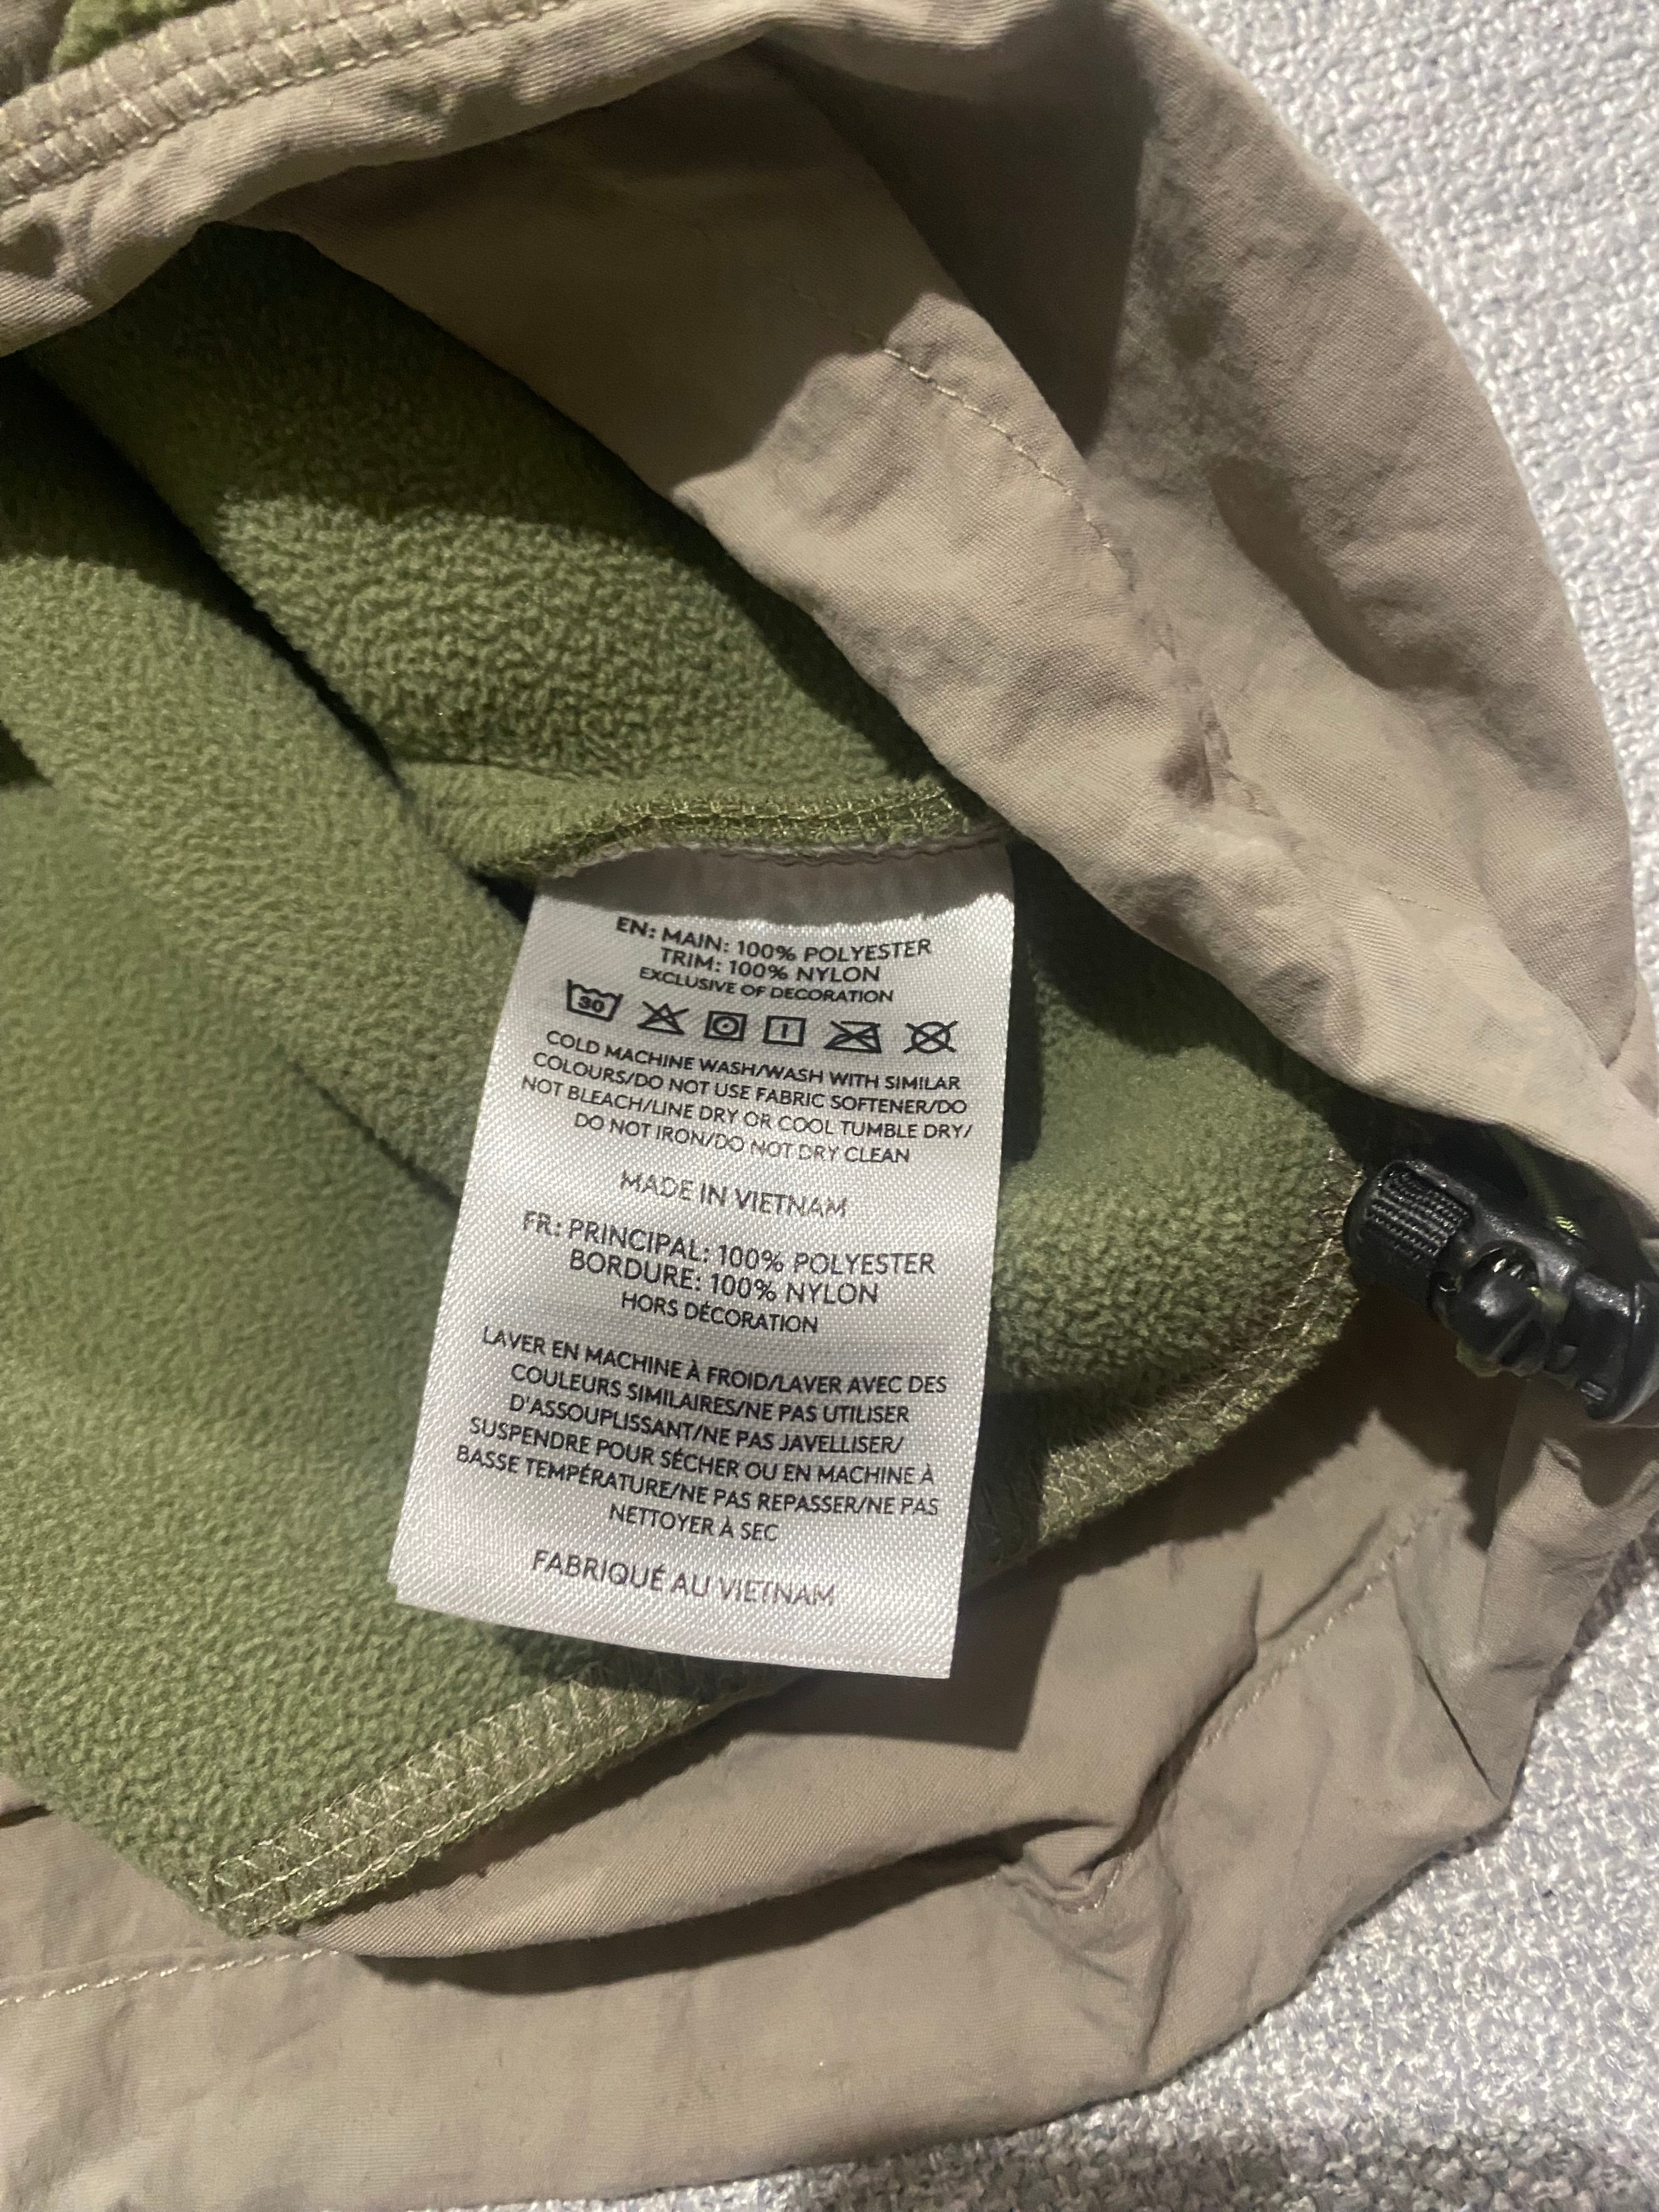 EN: MAIN: 100% POLYESTER
TRIM: 100% NYLON
EXCLUSIVE OF DECORATION
30
COLD MACHINE WASH/WASH WITH SIMILAR
COLOURS/DO NOT USE FABRIC SOFTENER/DO
NOT BLEACH/LINE DRY OR COOL TUMBLE DRY/
DO NOT IRON/DO NOT DRY CLEAN
MADE IN VIETNAM
FR: PRINCIPAL: 100% POLYESTER
BORDURE: 100% NYLON
HORS DÉCORATION
LAVER EN MACHINE À FROID/LAVER AVEC DES
COULEURS SIMILAIRES/NE PAS UTILISER
D'ASSOUPLISSANT/NE PAS JAVELLISER/
SUSPENDRE POUR SÉCHER OU EN MACHINE À
BASSE TEMPÉRATURE/NE PAS REPASSER/NE PAS
NETTOYER À SEC
FABRIQUÉ AU VIETNAM